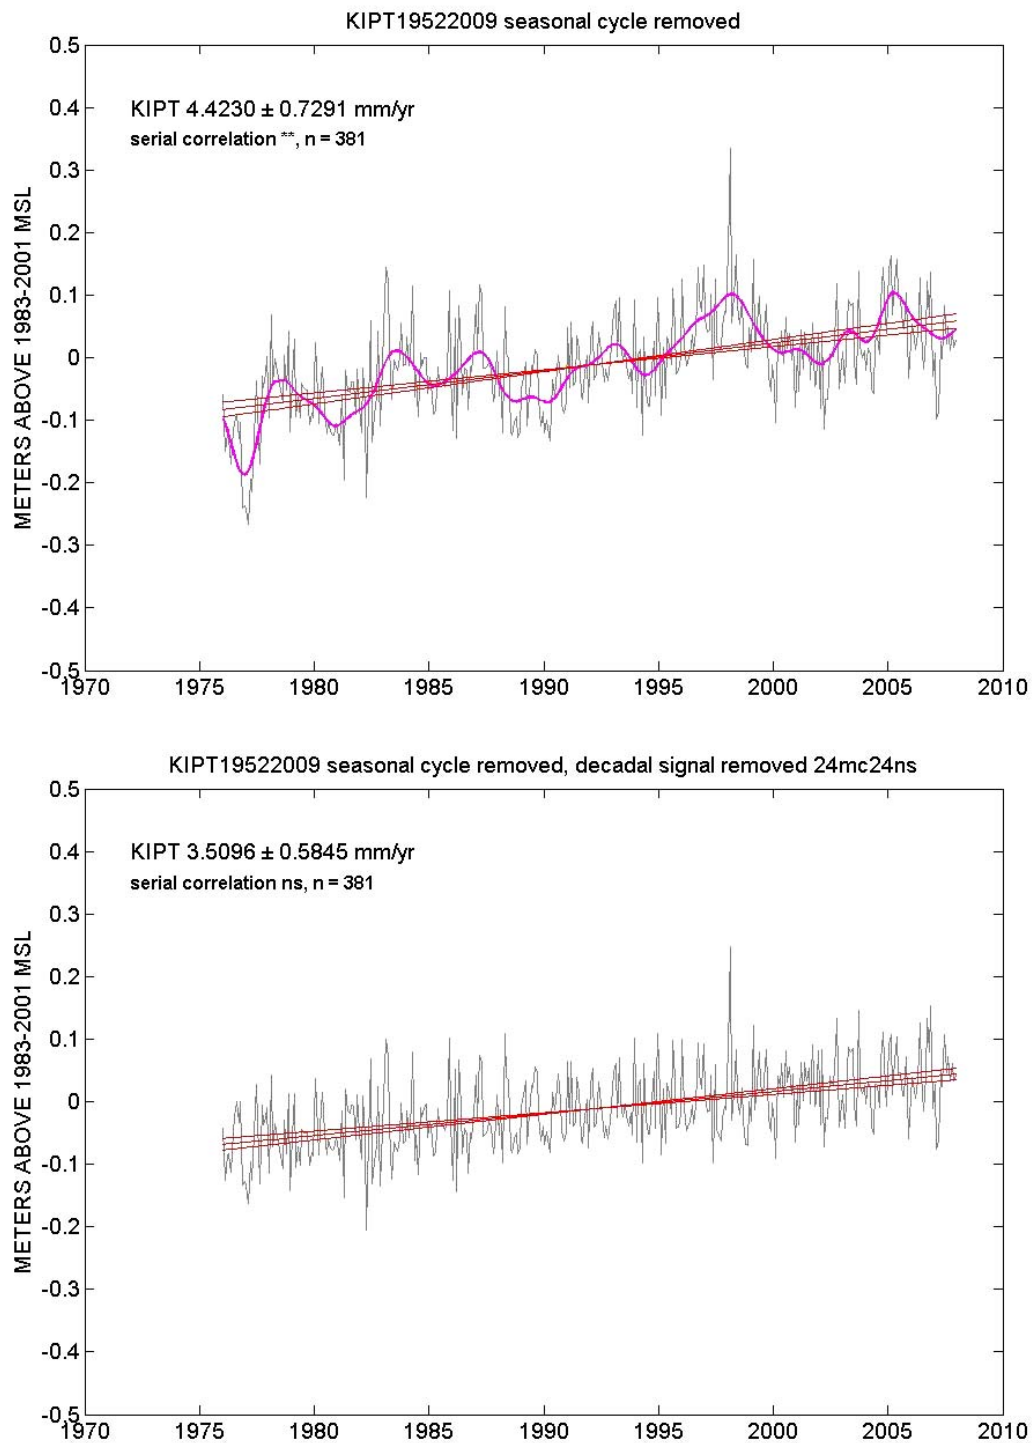 KIPT19522009 seasonal cycle removed
0.5
KIPT 4.4230 ± 0.7291 mm/yr
serial correlation **, n = 381
0.4
0.3
0.2
0.1
0
-0.1
-0.2
-0.3
-0.4
-0.5
METERS ABOVE 1983-2001 MSL
1970 1975 1980 1985 1990 1995 2000 2005 2010
KIPT19522009 seasonal cycle removed, decadal signal removed 24mc24ns
0.5
KIPT 3.5096 ± 0.5845 mm/yr
serial correlation ns, n = 381
0.4
0.3
0.2
0.1
0
-0.1
-0.2
-0.3
-0.4
-0.5
METERS ABOVE 1983-2001 MSL
1970 1975 1980 1985 1990 1995 2000 2005 2010